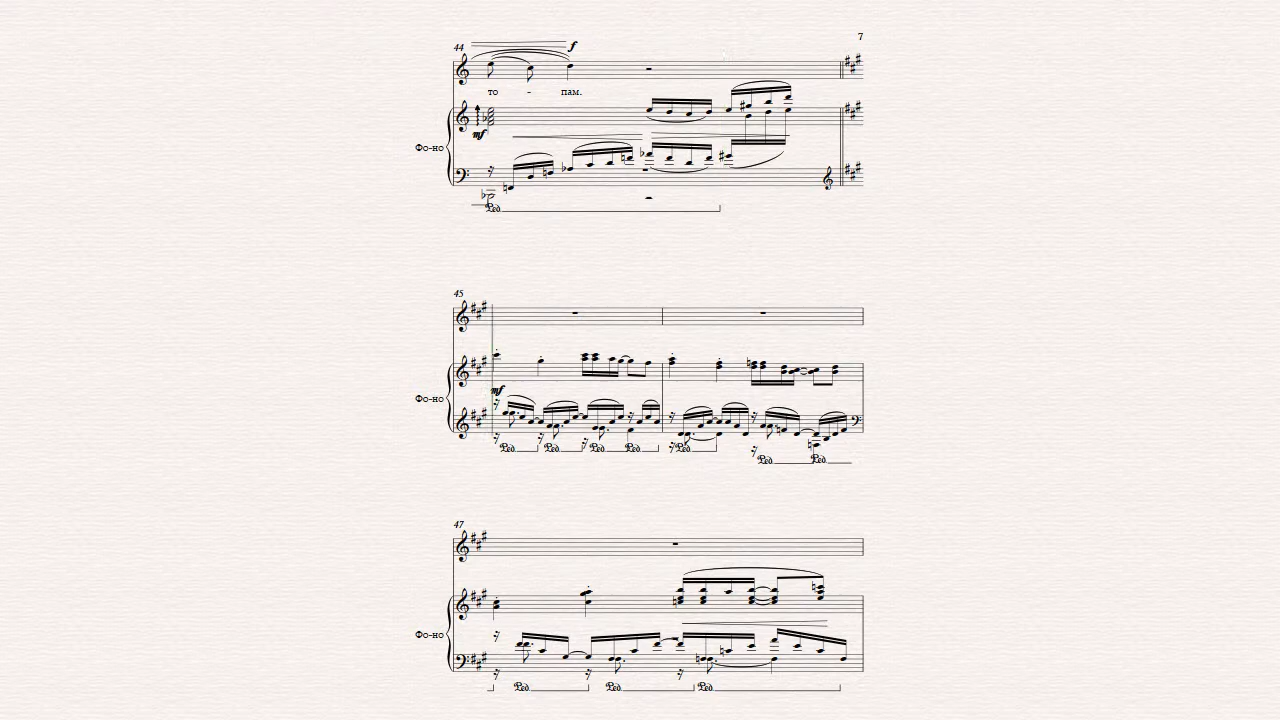 7
44
f
то - пам.
mf
Фо-но
Ped
45
mf
Фо-но
Ped Ped Ped Ped Ped
Ped Ped
47
Фо-но
Ped Ped Ped